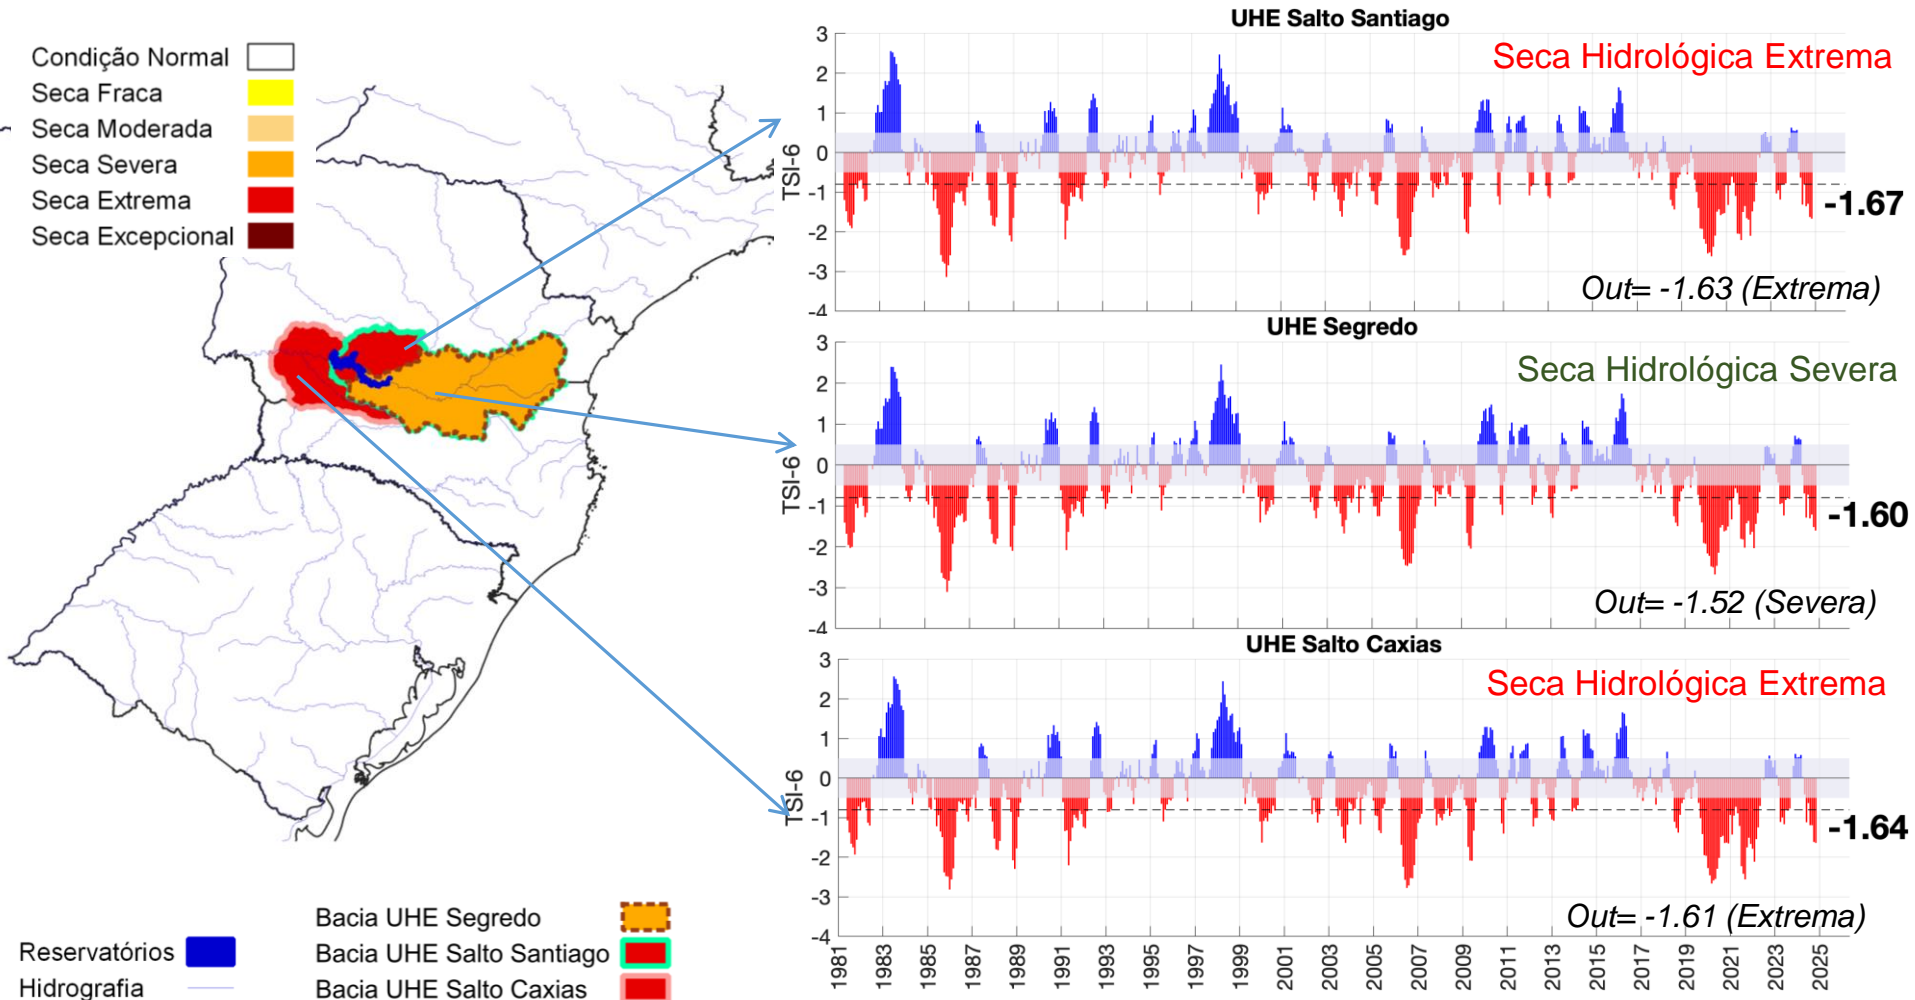 Condição Normal
Seca Fraca
Seca Moderada
Seca Severa
Seca Extrema
Seca Excepcional
Reservatórios
Hidrografia
Bacia UHE Segredo
Bacia UHE Salto Santiago
Bacia UHE Salto Caxias
UHE Salto Santiago
Seca Hidrológica Extrema
3
2
1
0
-1
-2
-3
-4
TSI-6
-1.67
Out= -1.63 (Extrema)
UHE Segredo
Seca Hidrológica Severa
3
2
1
0
-1
-2
-3
-4
TSI-6
-1.60
Out= -1.52 (Severa)
UHE Salto Caxias
Seca Hidrológica Extrema
3
2
1
0
-1
-2
-3
-4
TSI-6
-1.64
Out= -1.61 (Extrema)
1981 1983 1985 1987 1989 1991 1993 1995 1997 1999 2001 2003 2005 2007 2009 2011 2013 2015 2017 2019 2021 2023 2025